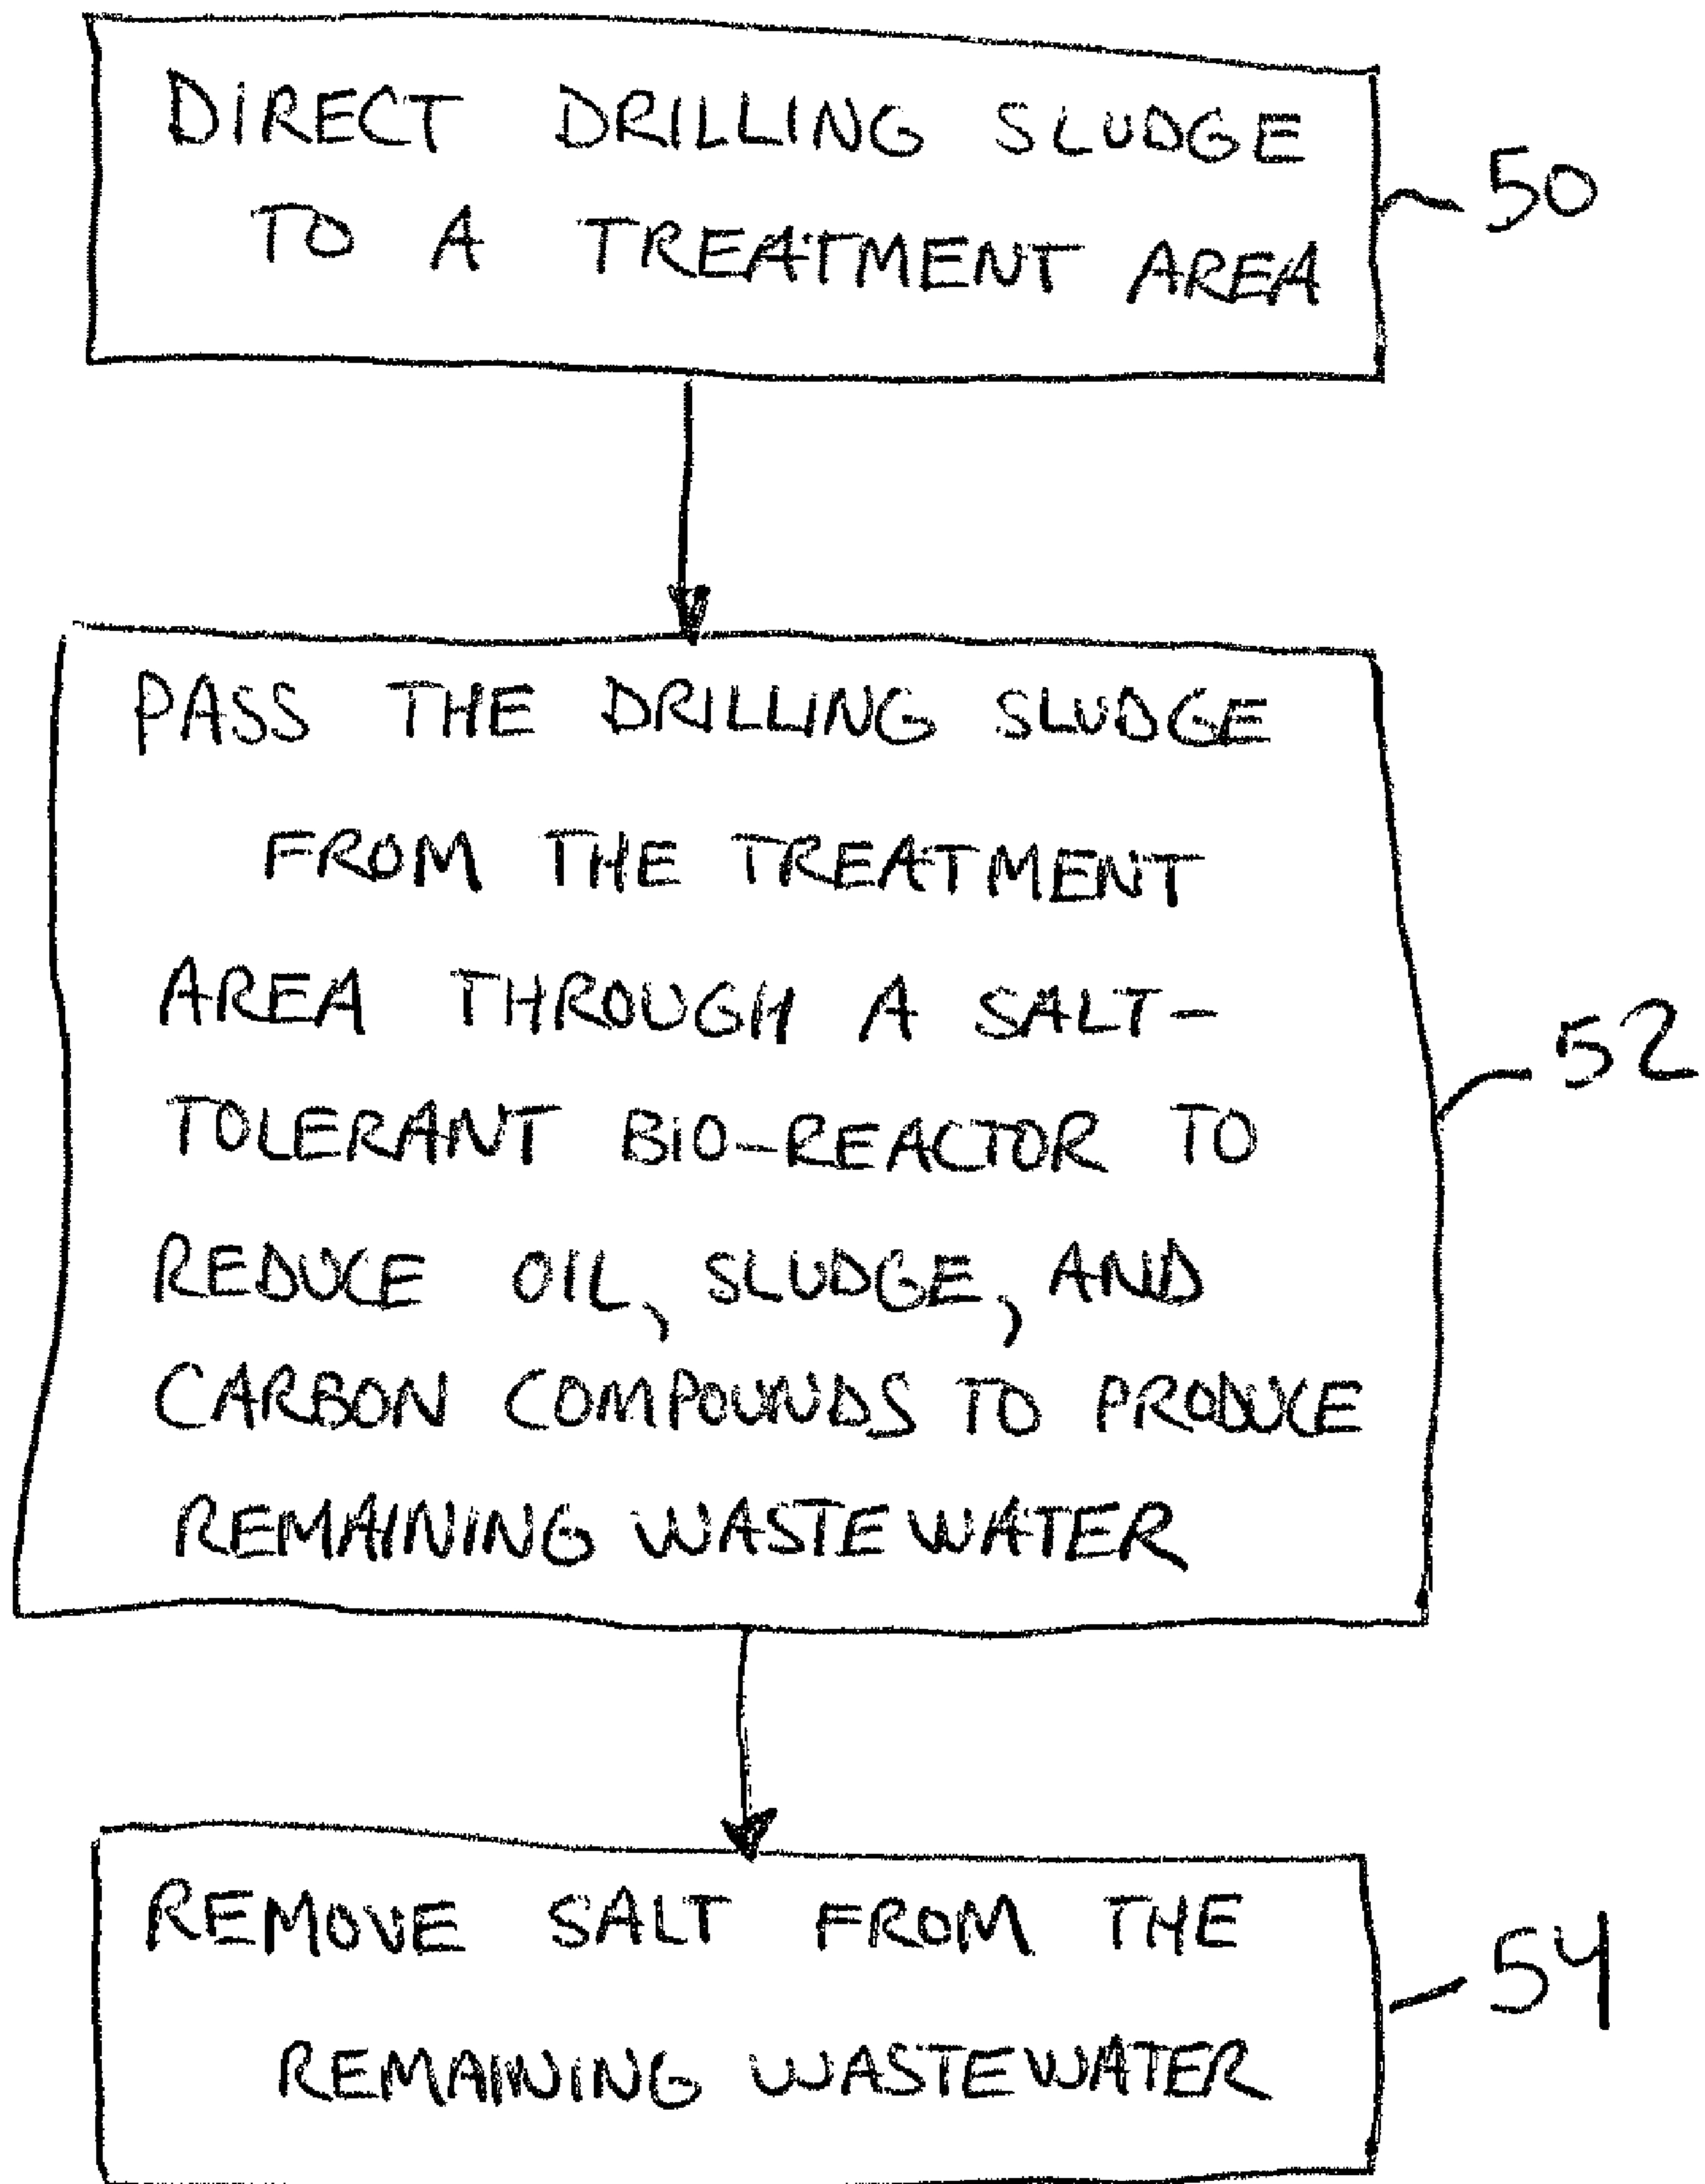 DIRECT DRILLING SLUDGE
TO A TREATMENT AREA
50
PASS THE DRILLING SLUDGE
FROM THE TREATMENT
AREA THROUGH A SALT-
TOLERANT BIO-REACTOR TO
REDUCE OIL, SLUDGE, AND
CARBON COMPOUNDS TO PRODUCE
REMAINING WASTEWATER
52
REMOVE SALT FROM THE
REMAINING WASTEWATER
54